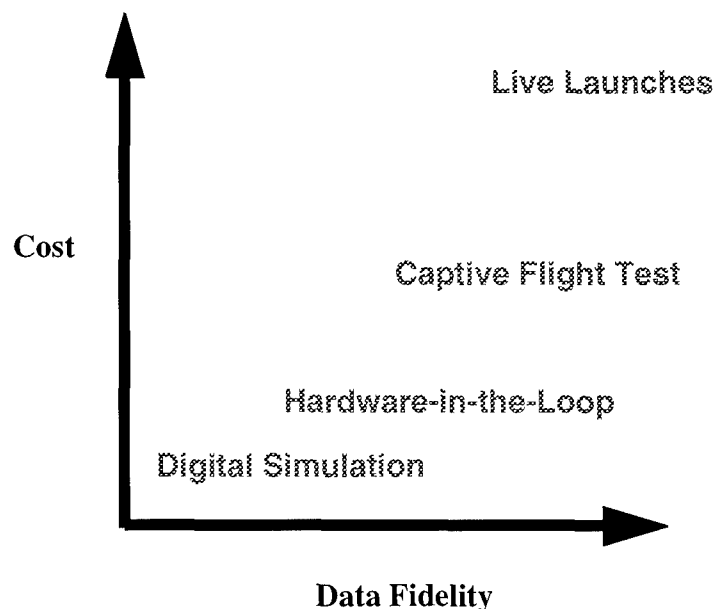 Live Launches
Cost
Captive Flight Test
Hardware-in-the-Loop
Digital Simulation
Data Fidelity